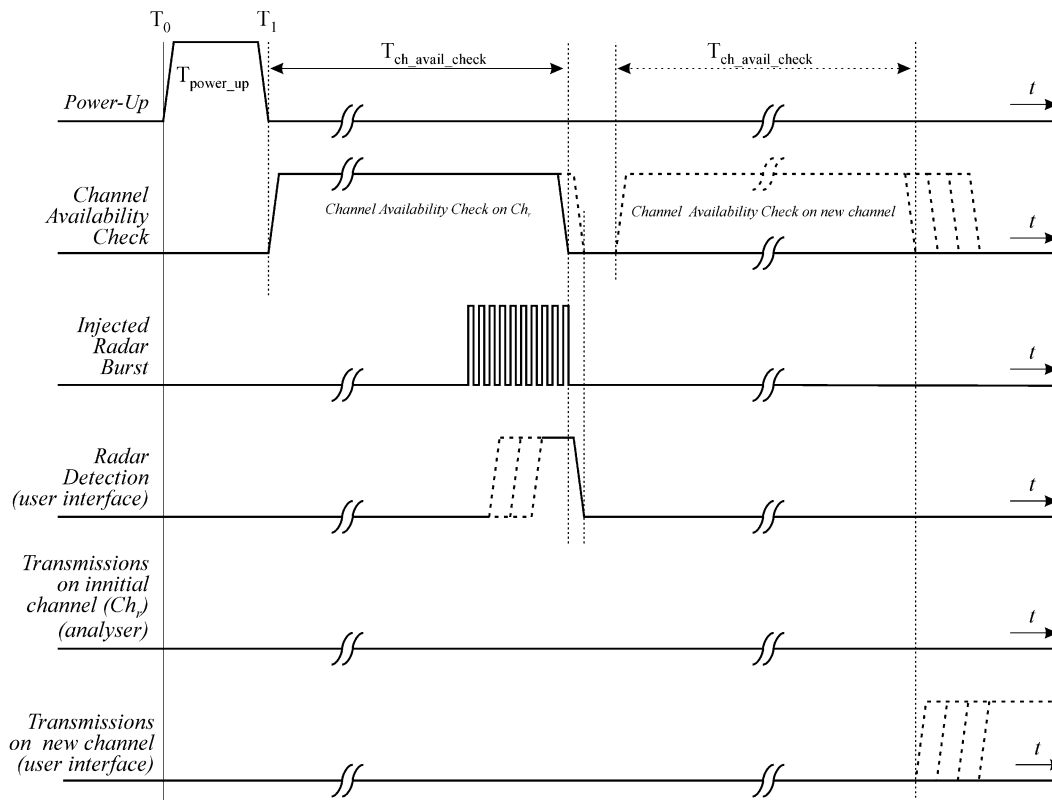 T0 T1
Tpower_up
Tch_avail_check
Tch_avail_check
Power-Up
t
Channel
Availability
Check
Channel Availability Check on Chr
Channel Availability Check on new channel
t
Injected
Radar
Burst
t
Radar
Detection
(user interface)
t
Transmissions
on innitial
channel (Chr)
(analyser)
t
Transmissions
on new channel
(user interface)
t